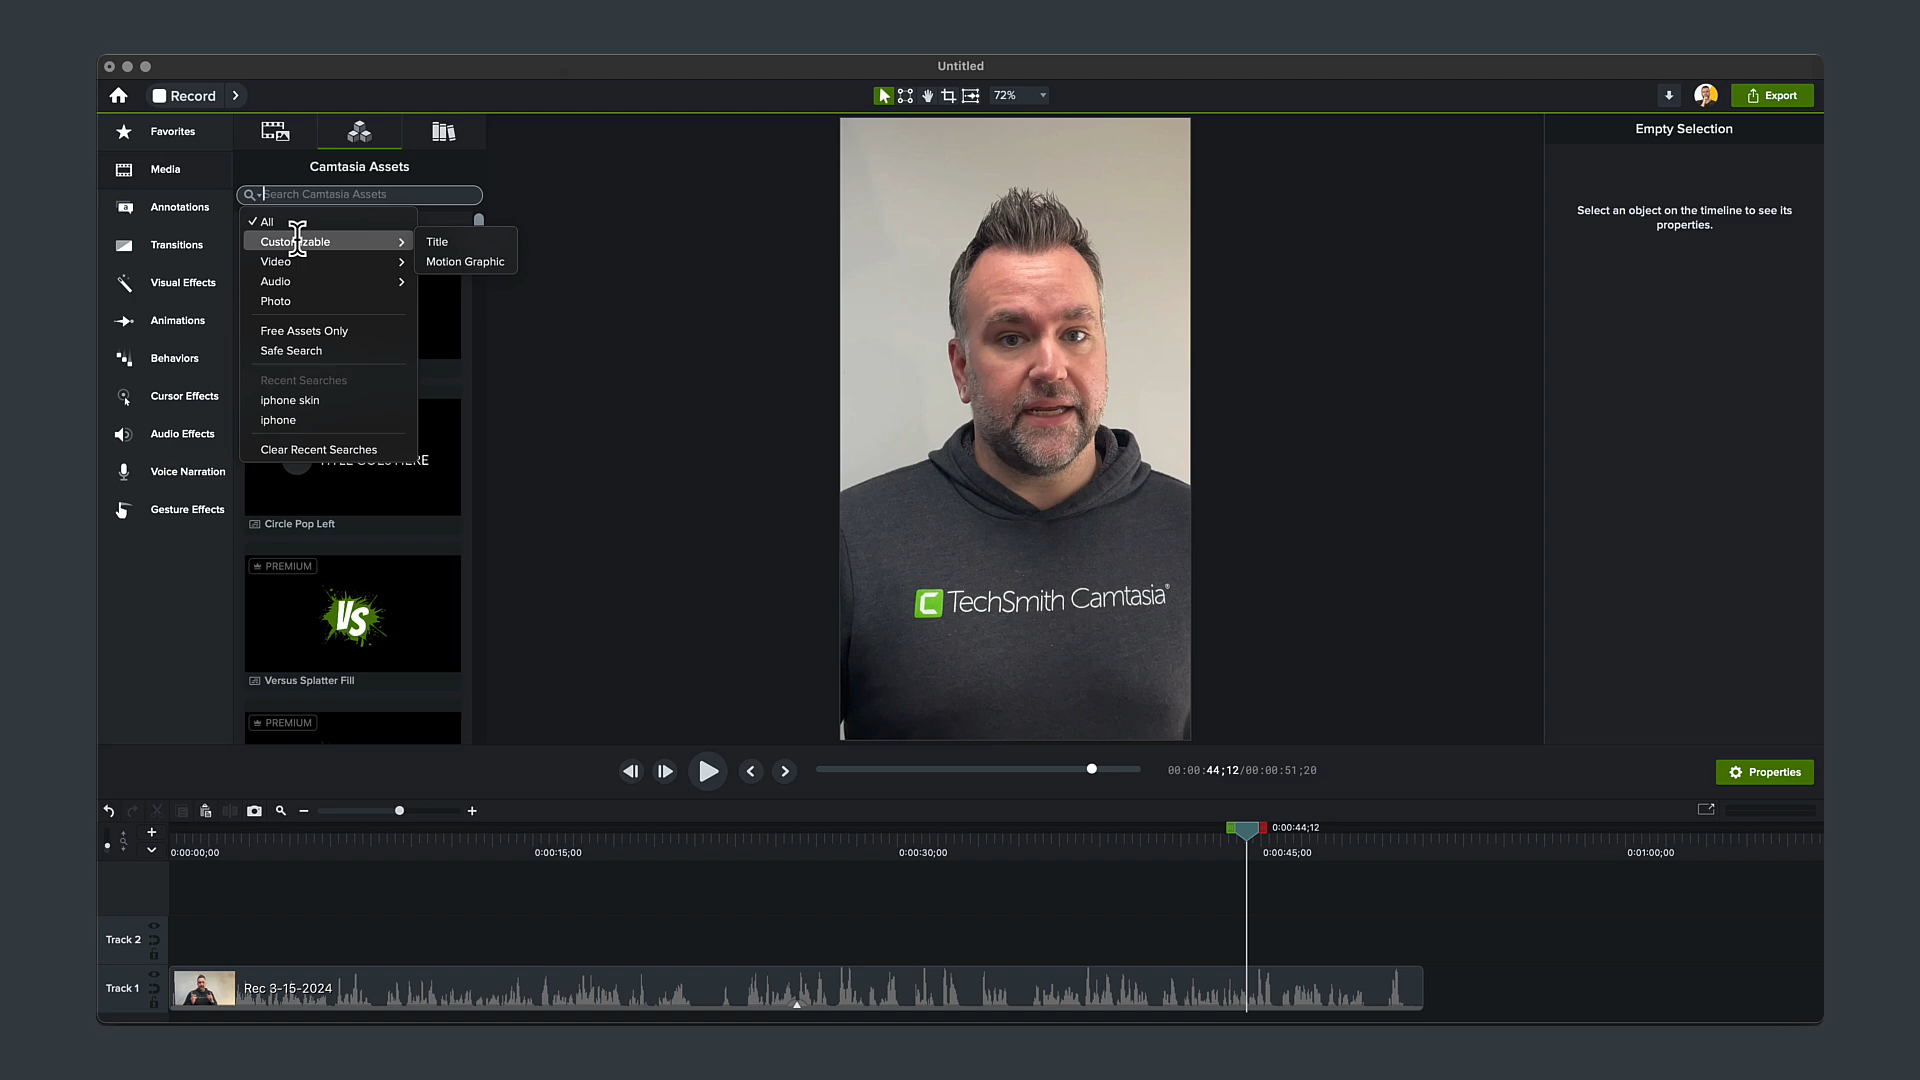 Untitled
Record
72%
Export
Favorites
Media
Annotations
Transitions
Visual Effects
Animations
Behaviors
Cursor Effects
Audio Effects
Voice Narration
Gesture Effects
Camtasia Assets
Search Camtasia Assets
All
Customizable
Video
Audio
Photo
Free Assets Only
Safe Search
Recent Searches
iphone skin
iphone
Clear Recent Searches
Title
Motion Graphic
Circle Pop Left
PREMIUM
VS
Versus Splatter Fill
PREMIUM
TechSmith Camtasia®
Empty Selection
Select an object on the timeline to see its
properties.
00:00:44;12/00:00:51;20
Properties
0:00:44;12
0:00:00;00
0:00:15;00
0:00:30;00
0:00:45;00
0:01:00;00
Track 2
Track 1
Rec 3-15-2024